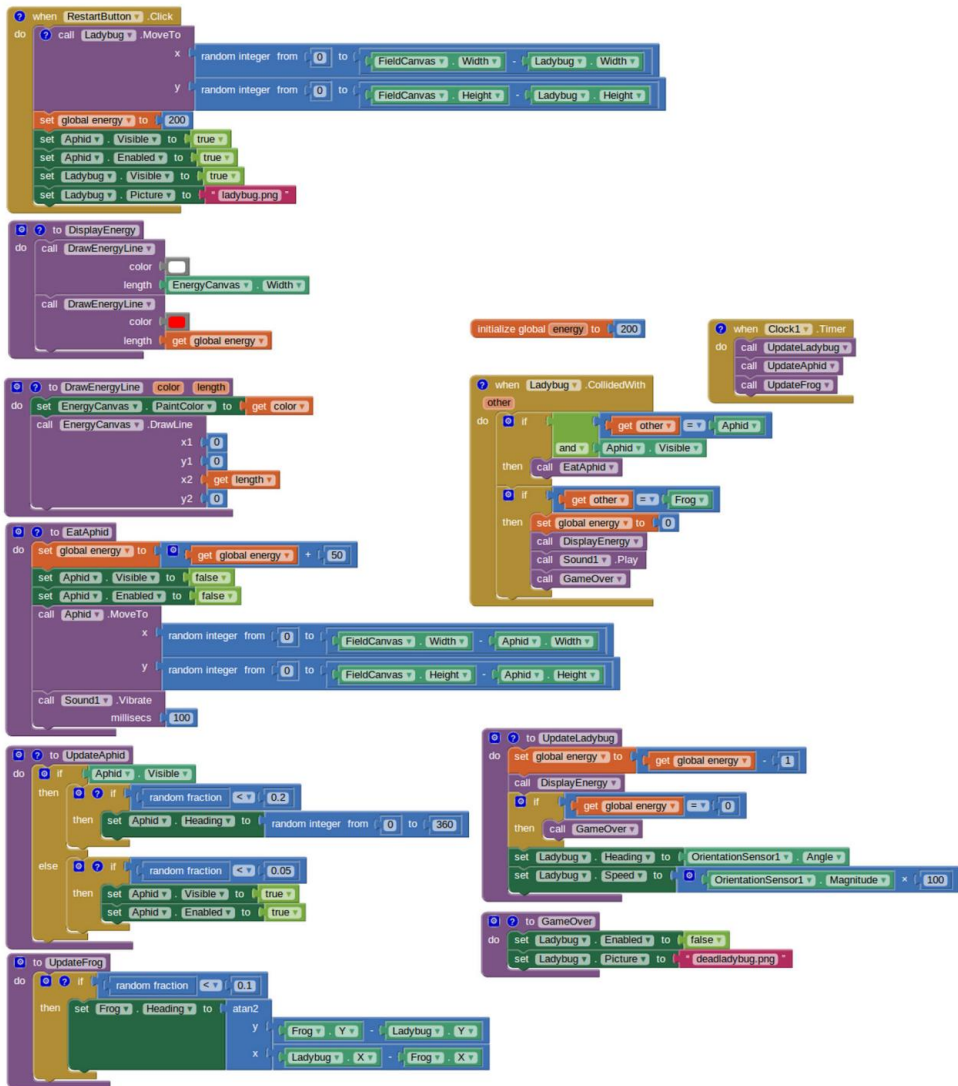 when RestartButton .Click
do call Ladybug .MoveTo
x random integer from 0 to FieldCanvas . Width - Ladybug . Width
y random integer from 0 to FieldCanvas . Height - Ladybug . Height
set global energy to 200
set Aphid . Visible to true
set Aphid . Enabled to true
set Ladybug . Visible to true
set Ladybug . Picture to " ladybug.png "
to DisplayEnergy
do call DrawEnergyLine
color
length EnergyCanvas . Width
call DrawEnergyLine
color
length get global energy
initialize global energy to 200
when Clock1 .Timer
do call UpdateLadybug
call UpdateAphid
call UpdateFrog
to DrawEnergyLine color length
do set EnergyCanvas . PaintColor to get color
call EnergyCanvas .DrawLine
x1 0
y1 0
x2 get length
y2 0
when Ladybug .CollidedWith
other
do if get other = Aphid
and Aphid . Visible
then call EatAphid
if get other = Frog
then set global energy to 0
call DisplayEnergy
call Sound1 .Play
call GameOver
to EatAphid
do set global energy to get global energy + 50
set Aphid . Visible to false
set Aphid . Enabled to false
call Aphid .MoveTo
x random integer from 0 to FieldCanvas . Width - Aphid . Width
y random integer from 0 to FieldCanvas . Height - Aphid . Height
call Sound1 .Vibrate
millisecs 100
to UpdateAphid
do if Aphid . Visible
then if random fraction < 0.2
then set Aphid . Heading to random integer from 0 to 360
else if random fraction < 0.05
then set Aphid . Visible to true
set Aphid . Enabled to true
to UpdateLadybug
do set global energy to get global energy - 1
call DisplayEnergy
if get global energy = 0
then call GameOver
set Ladybug . Heading to OrientationSensor1 . Angle
set Ladybug . Speed to OrientationSensor1 . Magnitude × 100
to GameOver
do set Ladybug . Enabled to false
set Ladybug . Picture to " deadladybug.png "
to UpdateFrog
do if random fraction < 0.1
then set Frog . Heading to atan2
y Frog . Y - Ladybug . Y
x Ladybug . X - Frog . X